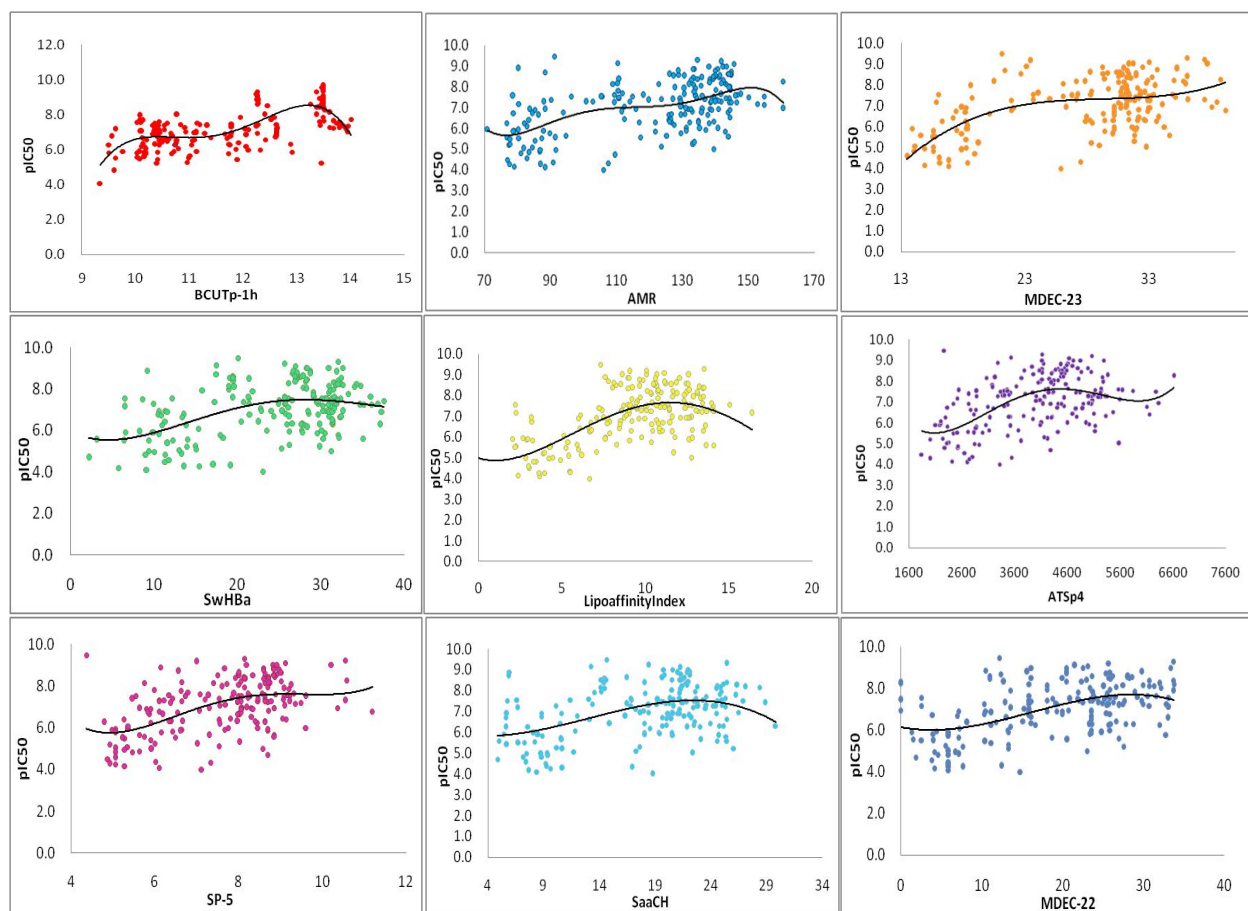 12.0
10.0
8.0
6.0
4.0
2.0
0.0
pIC50
9 10 11 12 13 14 15
BCUTp-1h
10.0
9.0
8.0
7.0
6.0
5.0
4.0
3.0
2.0
1.0
0.0
pIC50
70 90 110 130 150 170
AMR
10.0
9.0
8.0
7.0
6.0
5.0
4.0
3.0
2.0
1.0
0.0
pIC50
13 23 33
MDEC-23
10.0
8.0
6.0
4.0
2.0
0.0
pIC50
0 10 20 30 40
SwHBa
10.0
9.0
8.0
7.0
6.0
5.0
4.0
3.0
2.0
1.0
0.0
pIC50
0 5 10 15 20
LipoaffinityIndex
10.0
9.0
8.0
7.0
6.0
5.0
4.0
3.0
2.0
1.0
0.0
pIC50
1600 2600 3600 4600 5600 6600 7600
ATSp4
10.0
8.0
6.0
4.0
2.0
0.0
pIC50
4 6 8 10 12
SP-5
10.0
9.0
8.0
7.0
6.0
5.0
4.0
3.0
2.0
1.0
0.0
pIC50
4 9 14 19 24 29 34
SaaCH
10.0
8.0
6.0
4.0
2.0
0.0
pIC50
0 10 20 30 40
MDEC-22